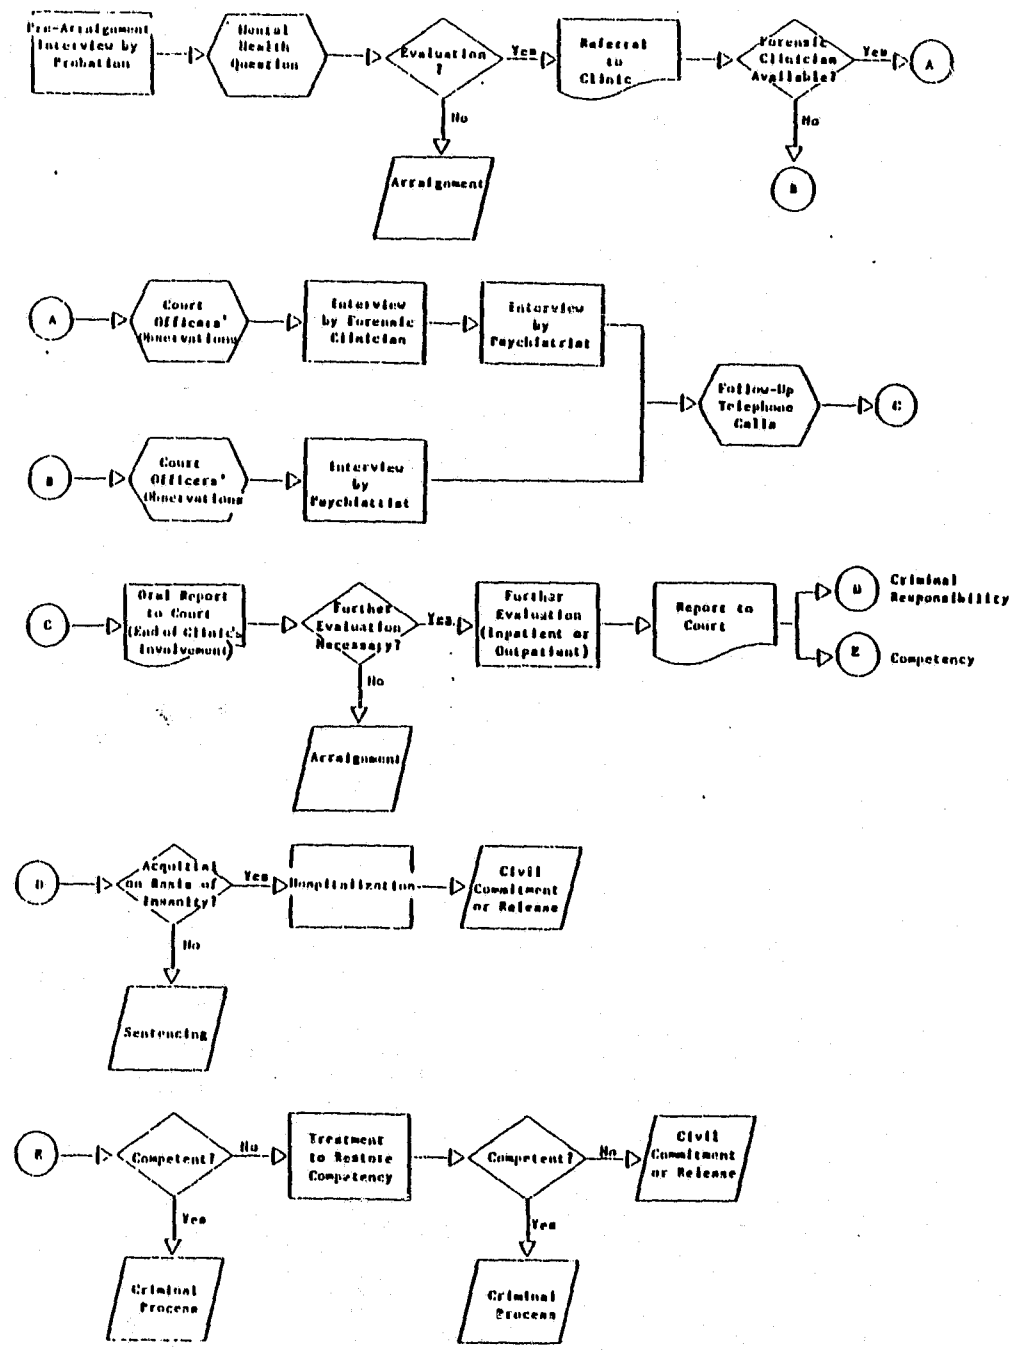 Pre-Arraignment
Interview by
Probation
Mental
Health
Question
Evaluation
?
Yes
Referral
to
Clinic
Forensic
Clinician
Available?
Yes
A
No
No
B
Arraignment
A
Court
Officers'
Observations
Interview
by Forensic
Clinician
Interview
by
Psychiatrist
Follow-Up
Telephone
Calls
C
B
Court
Officers'
Observations
Interview
by
Psychiatrist
C
Oral Report
to Court
(End of Clinic's
Involvement)
Further
Evaluation
Necessary?
Yes
Further
Evaluation
(Inpatient or
Outpatient)
Report to
Court
D
Criminal
Responsibility
E
Competency
No
Arraignment
D
Acquittal
on Basis of
Insanity?
Yes
Hospitalization
Civil
Commitment
or Release
No
Sentencing
E
Competent?
No
Treatment
to Restore
Competency
Competent?
No
Civil
Commitment
or Release
Yes
Yes
Criminal
Process
Criminal
Process